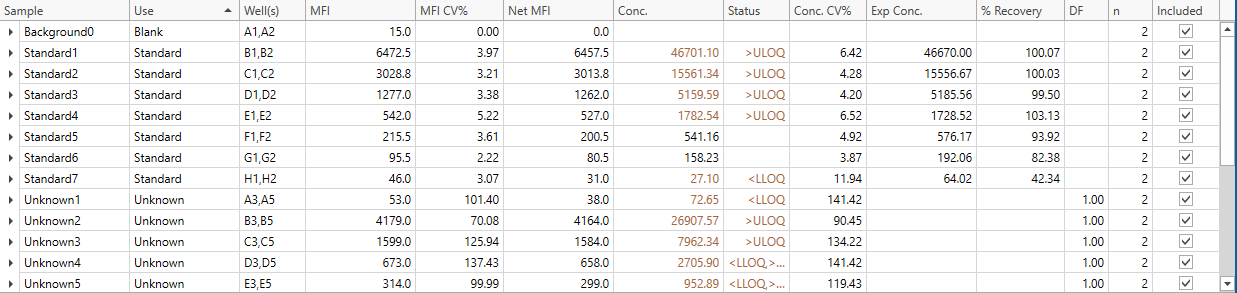 Sample Use Well(s) MFI MFI CV% Net MFI Conc. Status Conc. CV% Exp Conc. % Recovery DF n Included
Background0 Blank A1,A2 15.0 0.00 0.0 2
Standard1 Standard B1,B2 6472.5 3.97 6457.5 46701.10 >ULOQ 6.42 46670.00 100.07 2
Standard2 Standard C1,C2 3028.8 3.21 3013.8 15561.34 >ULOQ 4.28 15556.67 100.03 2
Standard3 Standard D1,D2 1277.0 3.38 1262.0 5159.59 >ULOQ 4.20 5185.56 99.50 2
Standard4 Standard E1,E2 542.0 5.22 527.0 1782.54 >ULOQ 6.52 1728.52 103.13 2
Standard5 Standard F1,F2 215.5 3.61 200.5 541.16 4.92 576.17 93.92 2
Standard6 Standard G1,G2 95.5 2.22 80.5 158.23 3.87 192.06 82.38 2
Standard7 Standard H1,H2 46.0 3.07 31.0 27.10 <LLOQ 11.94 64.02 42.34 2
Unknown1 Unknown A3,A5 53.0 101.40 38.0 72.65 <LLOQ 141.42 1.00 2
Unknown2 Unknown B3,B5 4179.0 70.08 4164.0 26907.57 >ULOQ 90.45 1.00 2
Unknown3 Unknown C3,C5 1599.0 125.94 1584.0 7962.34 >ULOQ 134.22 1.00 2
Unknown4 Unknown D3,D5 673.0 137.43 658.0 2705.90 <LLOQ,>... 141.42 1.00 2
Unknown5 Unknown E3,E5 314.0 99.99 299.0 952.89 <LLOQ,>... 119.43 1.00 2